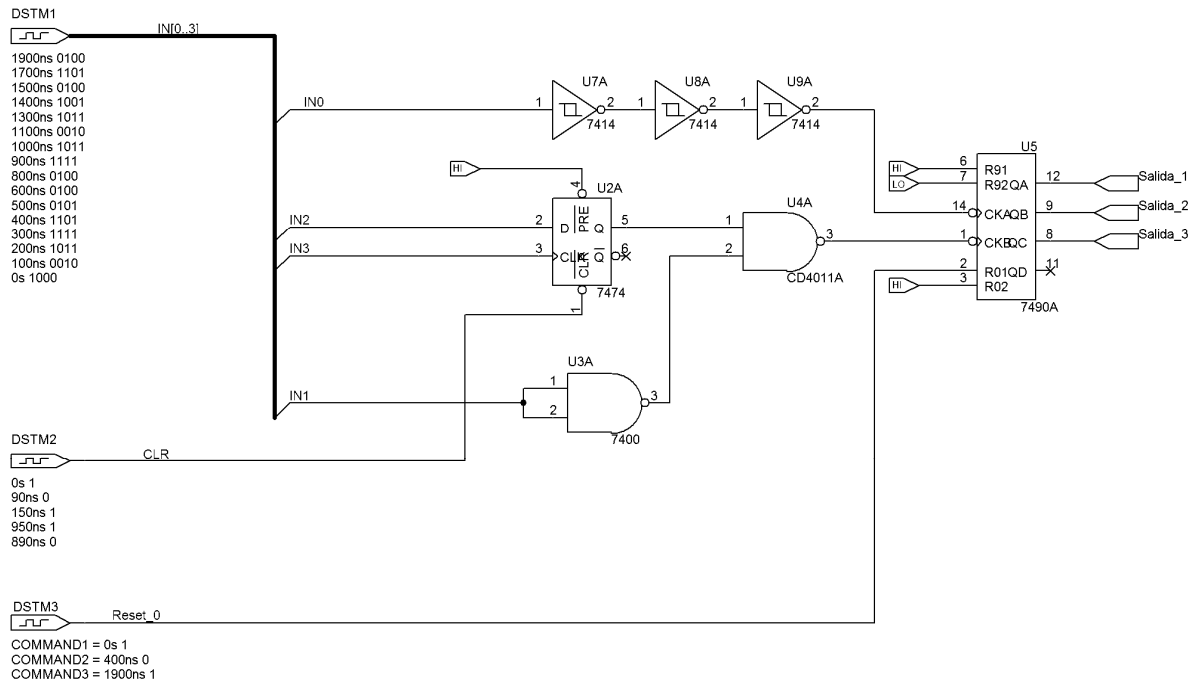 DSTM1
IN[0..3]
1900ns 0100
1700ns 1101
1500ns 0100
1400ns 1001
1300ns 1011
1100ns 0010
1000ns 1011
900ns 1111
800ns 0100
600ns 0100
500ns 0101
400ns 1101
300ns 1111
200ns 1011
100ns 0010
0s 1000
IN0
U7A
1
2
7414
U8A
1
2
7414
U9A
1
2
7414
HI
4
U2A
IN2
2
D
PRE
Q
5
IN3
3
CLK
CLR
Q
6
7474
1
U4A
1
2
3
CD4011A
U3A
IN1
1
2
3
7400
U5
HI
6
R91
LO
7
R92
QA
12
Salida_1
14
CKA
QB
9
Salida_2
1
CKB
QC
8
Salida_3
2
R01
QD
11
HI
3
R02
7490A
DSTM2
CLR
0s 1
90ns 0
150ns 1
950ns 1
890ns 0
DSTM3
Reset_0
COMMAND1 = 0s 1
COMMAND2 = 400ns 0
COMMAND3 = 1900ns 1